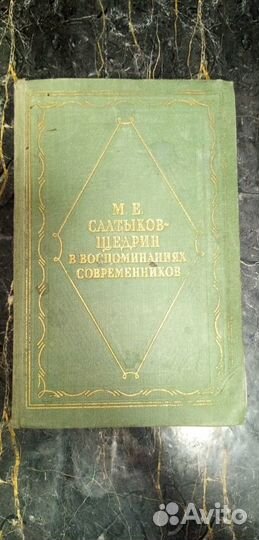 М. Е.
САЛТЫКОВ-
ЩЕДРИН
В ВОСПОМИНАНИЯХ
СОВРЕМЕННИКОВ
Avito